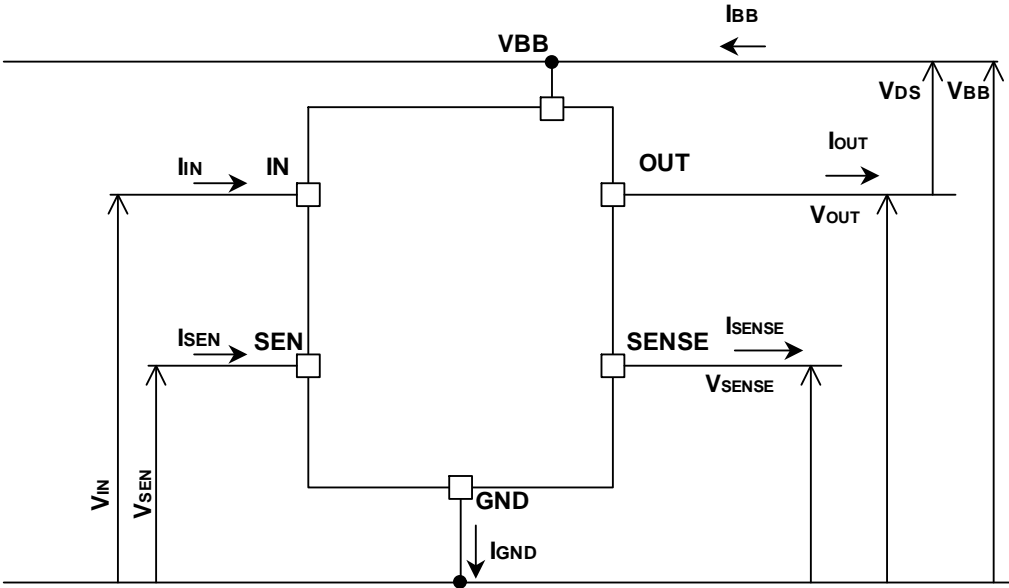 IBB
VBB
VDS VBB
IOUT
IIN IN OUT
VOUT
ISEN SEN SENSE ISENSE
VSENSE
VIN
VSEN
GND
IGND